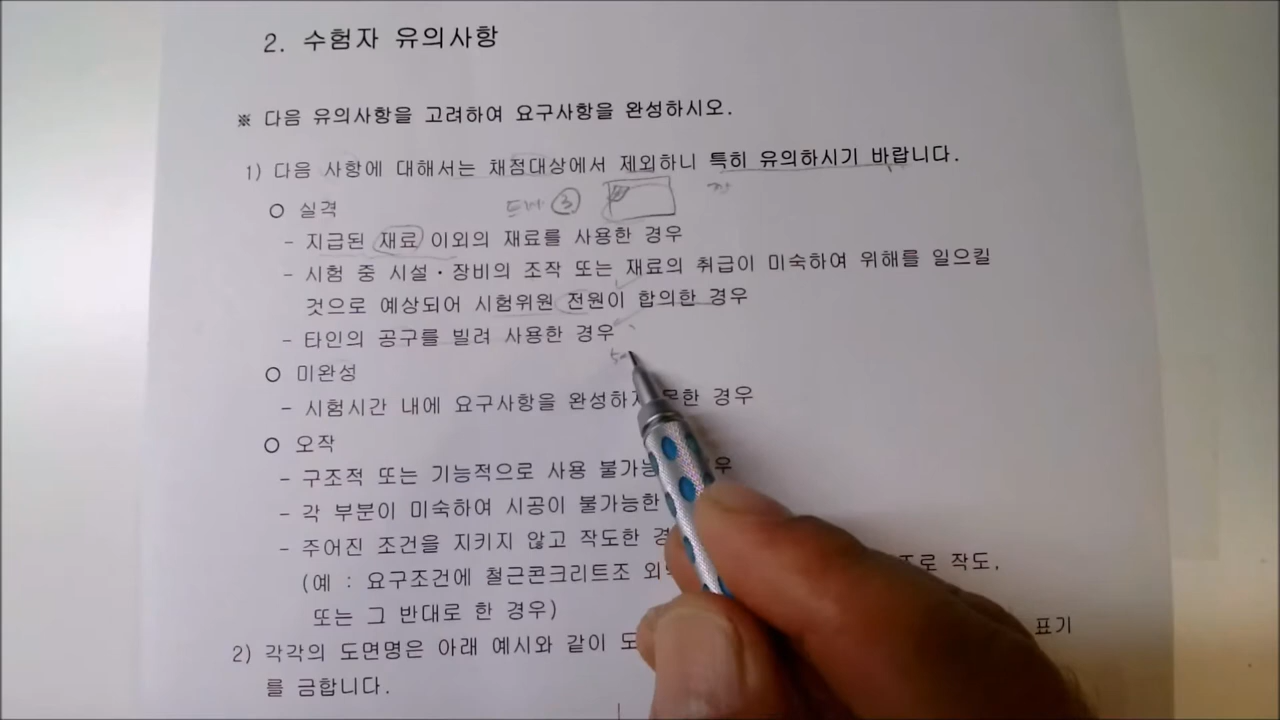 2. 수험자 유의사항
※ 다음 유의사항을 고려하여 요구사항을 완성하시오.
1) 다음 사항에 대해서는 채점대상에서 제외하니 특히 유의하시기 바랍니다.
○ 실격
③
- 지급된 재료 이외의 재료를 사용한 경우
- 시험 중 시설·장비의 조작 또는 재료의 취급이 미숙하여 위해를 일으킬
것으로 예상되어 시험위원 전원이 합의한 경우
- 타인의 공구를 빌려 사용한 경우
○ 미완성
- 시험시간 내에 요구사항을 완성하지 못한 경우
○ 오작
- 구조적 또는 기능적으로 사용 불가능
- 각 부분이 미숙하여 시공이 불가능한
- 주어진 조건을 지키지 않고 작도한
(예 : 요구조건에 철근콘크리트조 작도,
또는 그 반대로 한 경우)
2) 각각의 도면명은 아래 예시와 같이 표기
를 금합니다.